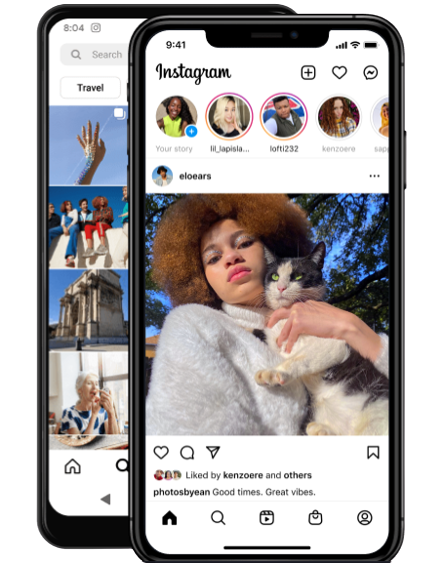 8:04
Search
Travel
9:41
Instagram
Your story
lil_lapisla...
lofti232
kenzoere
eloears
Liked by kenzoere and others
photosbyean Good times. Great vibes.